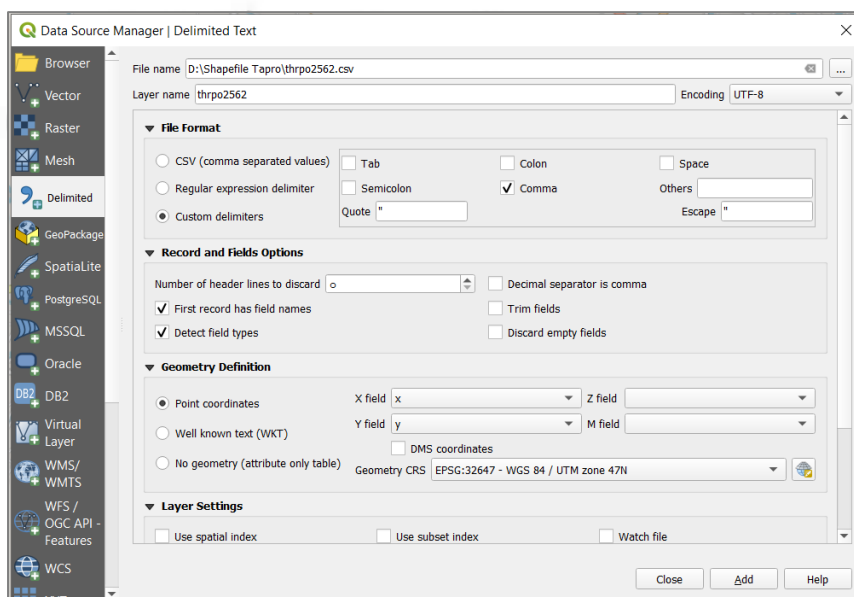 Data Source Manager | Delimited Text
Browser
Vector
Raster
Mesh
Delimited
GeoPackage
SpatiaLite
PostgreSQL
MSSQL
Oracle
DB2 DB2
Virtual
Layer
WMS/
WMTS
WFS /
OGC API -
Features
WCS
File name D:\Shapefile Tapro\thrpo2562.csv ...
Layer name thrpo2562 Encoding UTF-8
File Format
CSV (comma separated values) Tab Colon Space
Regular expression delimiter Semicolon Comma Others
Custom delimiters Quote " Escape "
Record and Fields Options
Number of header lines to discard 0 Decimal separator is comma
First record has field names Trim fields
Detect field types Discard empty fields
Geometry Definition
Point coordinates X field x Z field
Well known text (WKT) Y field y M field
DMS coordinates
No geometry (attribute only table) Geometry CRS EPSG:32647 - WGS 84 / UTM zone 47N
Layer Settings
Use spatial index Use subset index Watch file
Close Add Help